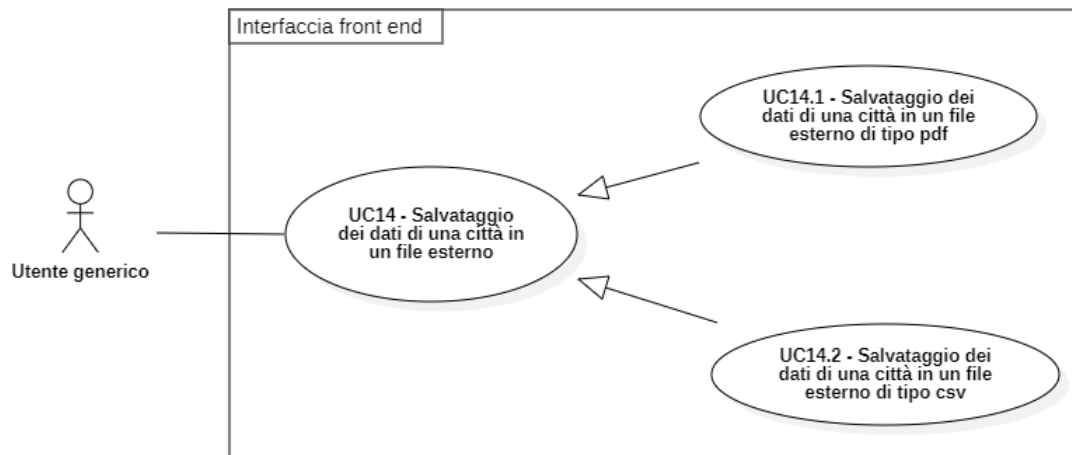 Interfaccia front end
UC14.1 - Salvataggio dei
dati di una città in un file
esterno di tipo pdf
UC14 - Salvataggio
dei dati di una città in
un file esterno
Utente generico
UC14.2 - Salvataggio dei
dati di una città in un file
esterno di tipo csv